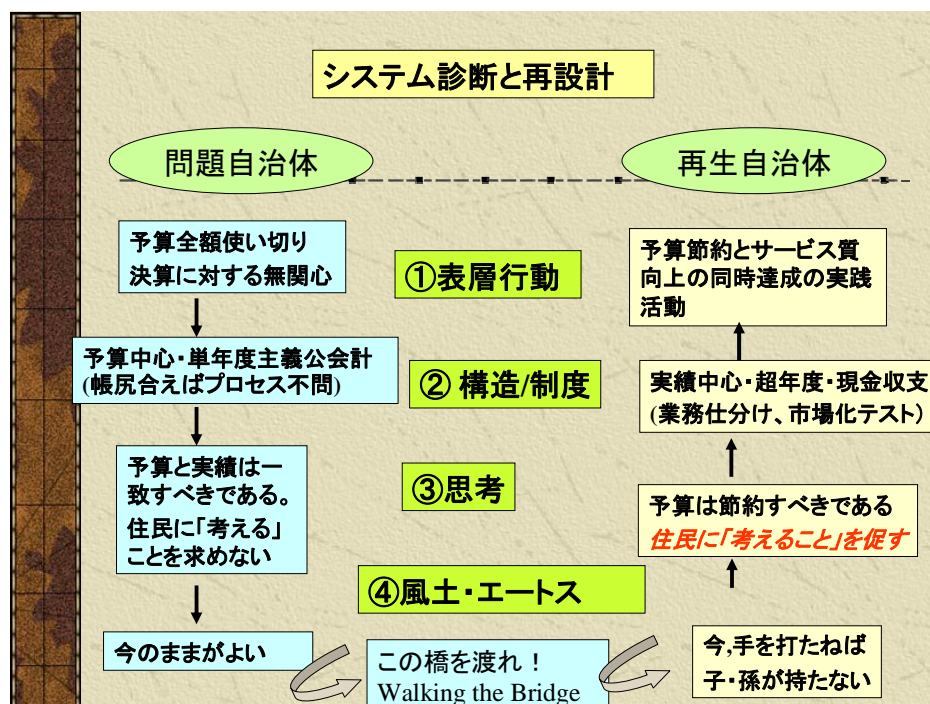 システム診断と再設計
問題自治体
再生自治体
予算全額使い切り
決算に対する無関心
①表層行動
予算節約とサービス質
向上の同時達成の実践
活動
予算中心・単年度主義公会計
(帳尻合えばプロセス不問)
② 構造/制度
実績中心・超年度・現金収支
(業務仕分け、市場化テスト)
予算と実績は一
致すべきである。
住民に「考える」
ことを求めない
③思考
予算は節約すべきである
住民に「考えること」を促す
④風土・エートス
今のままがよい
この橋を渡れ！
Walking the Bridge
今,手を打たねば
子・孫が持たない